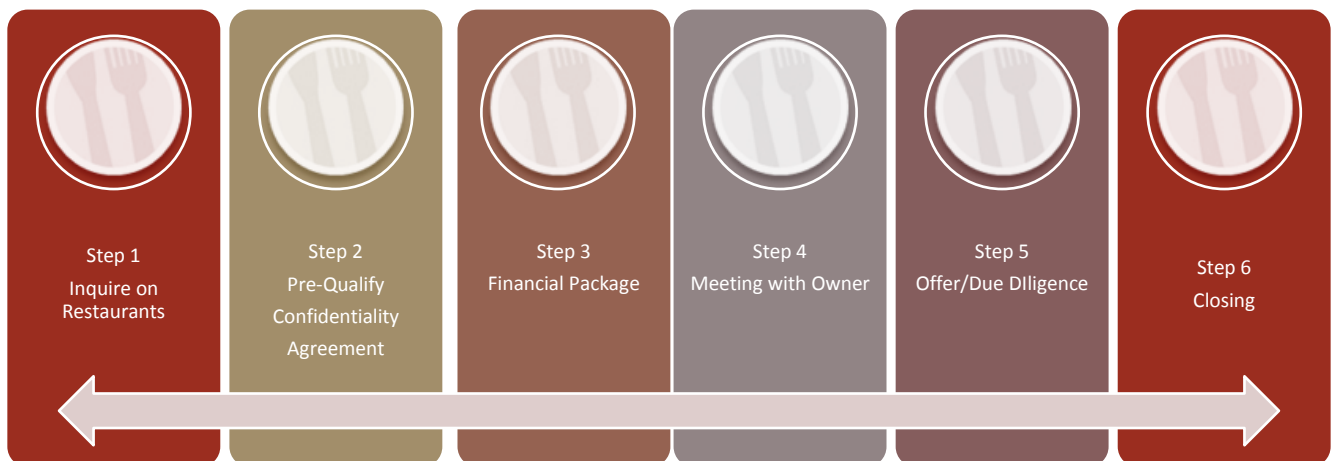 Step 1
Inquire on
Restaurants
Step 2
Pre-Qualify
Confidentiality
Agreement
Step 3
Financial Package
Step 4
Meeting with Owner
Step 5
Offer/Due DIligence
Step 6
Closing